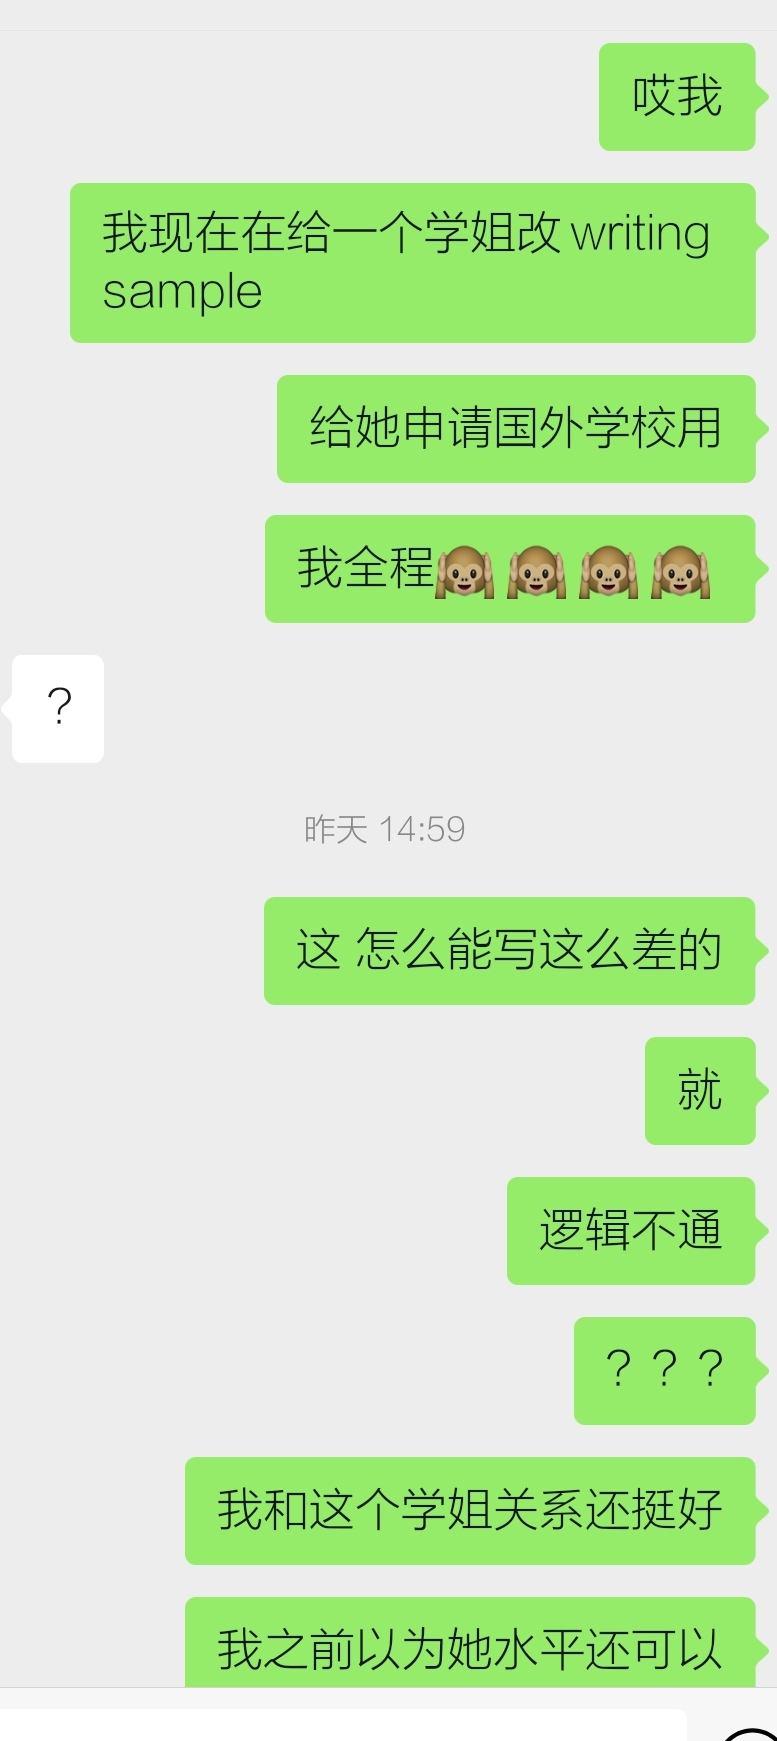 哎我
我现在在给一个学姐改 writing
sample
给她申请国外学校用
我全程🙉🙉🙉🙉
？
昨天 14:59
这 怎么能写这么差的
就
逻辑不通
？？？
我和这个学姐关系还挺好
我之前以为她水平还可以